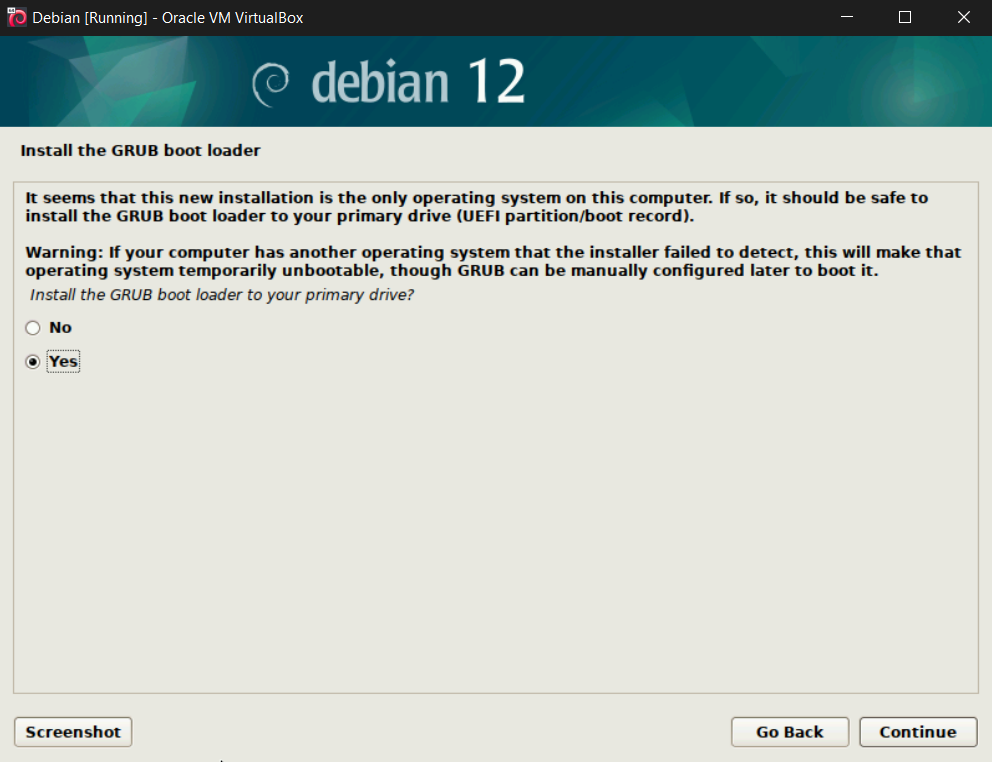 Debian [Running] - Oracle VM VirtualBox
debian 12
Install the GRUB boot loader
It seems that this new installation is the only operating system on this computer. If so, it should be safe to
install the GRUB boot loader to your primary drive (UEFI partition/boot record).
Warning: If your computer has another operating system that the installer failed to detect, this will make that
operating system temporarily unbootable, though GRUB can be manually configured later to boot it.
Install the GRUB boot loader to your primary drive?
No
Yes
Screenshot
Go Back
Continue